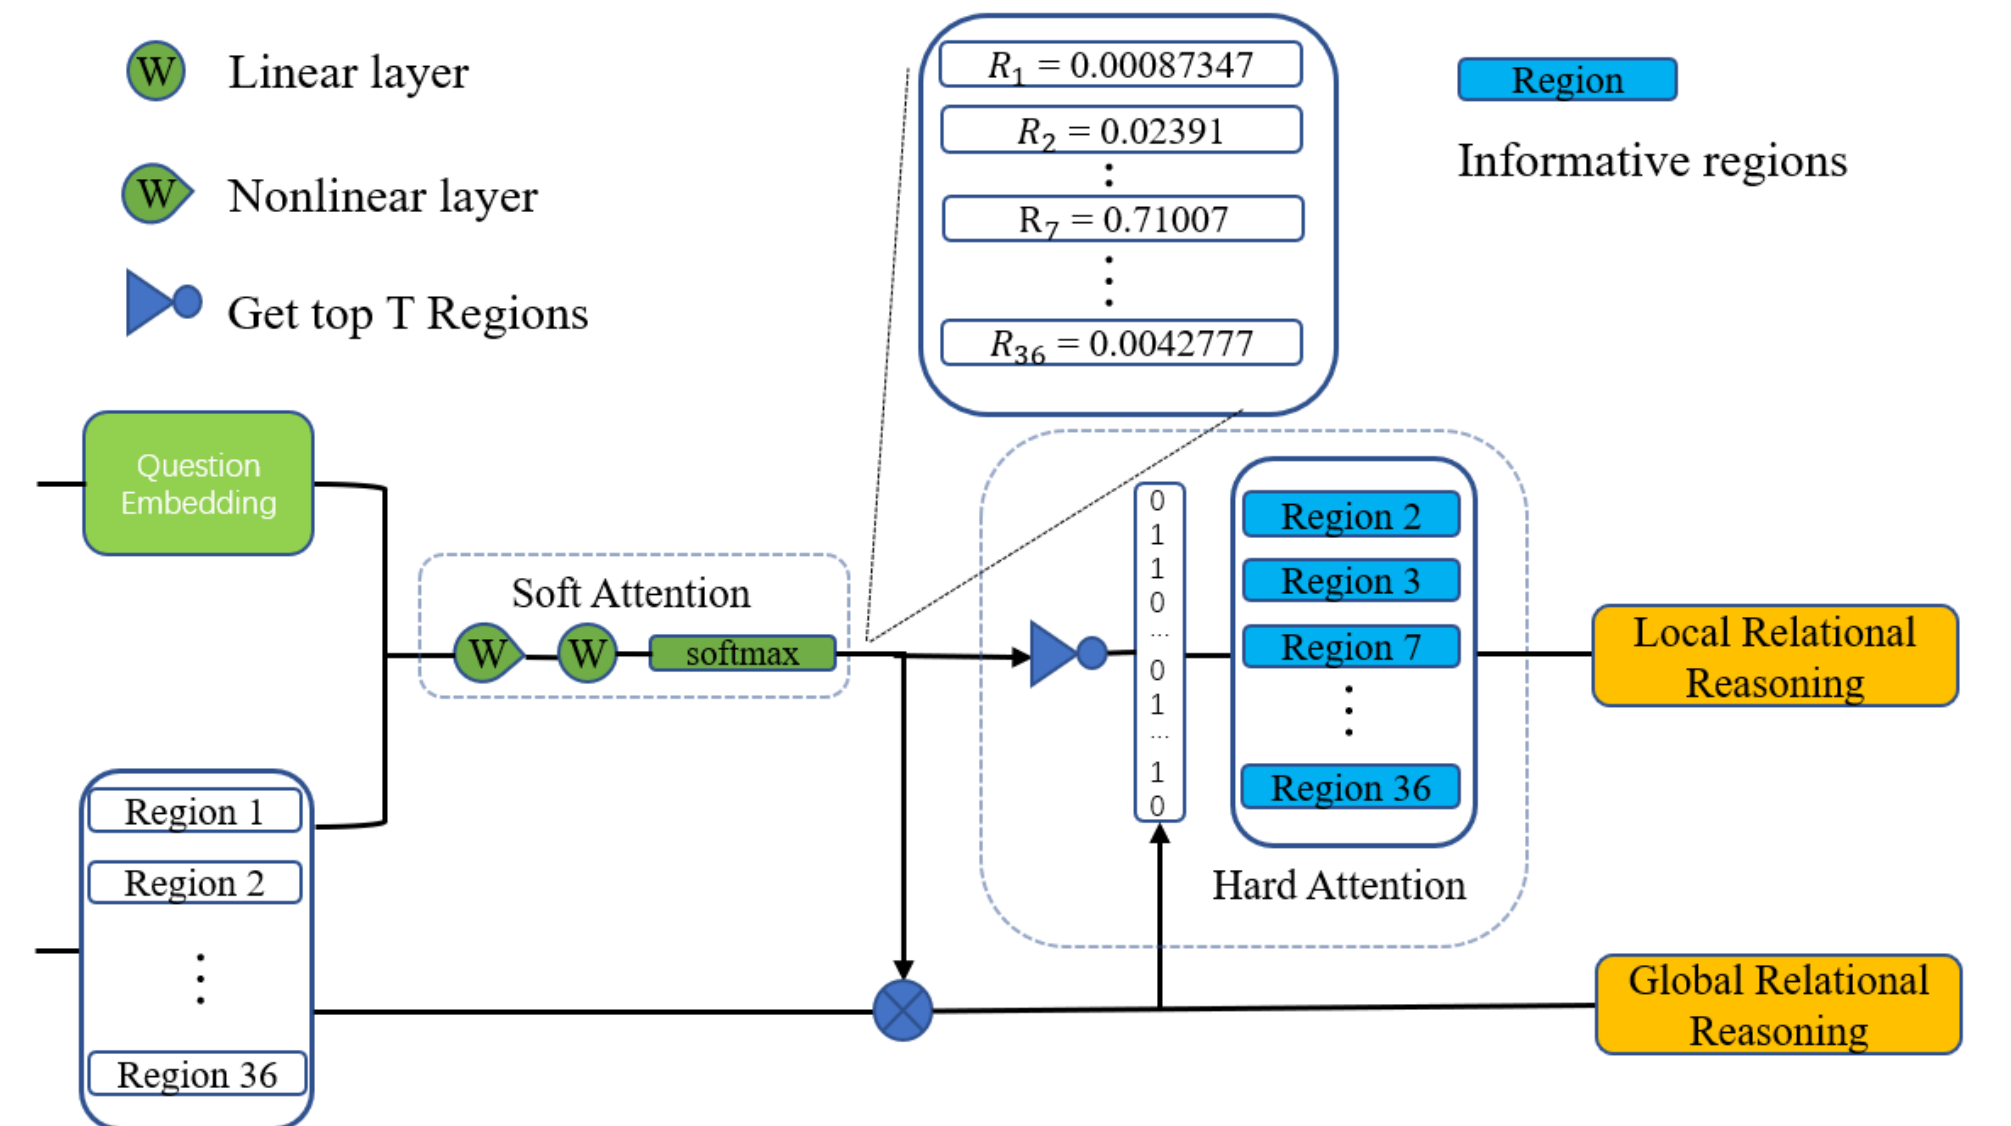 W Linear layer
W Nonlinear layer
Get top T Regions
R₁ = 0.00087347
R₂ = 0.02391
⋮
R₇ = 0.71007
⋮
R₃₆ = 0.0042777
Region
Informative regions
Question
Embedding
Region 1
Region 2
⋮
Region 36
Soft Attention
W W softmax
0
1
1
0
...
0
1
...
1
0
Region 2
Region 3
Region 7
⋮
Region 36
Hard Attention
Local Relational
Reasoning
Global Relational
Reasoning